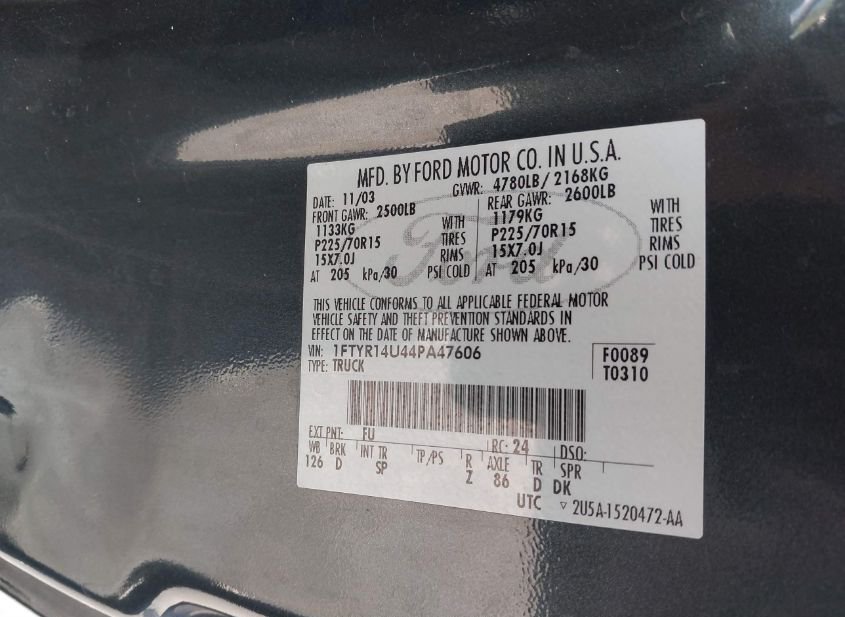 MFD. BY FORD MOTOR CO. IN U.S.A.
DATE: 11/03 GVWR: 4780LB/ 2168KG
FRONT GAWR: 2500LB REAR GAWR: 2600LB
1133KG WITH 1179KG WITH
P225/70R15 TIRES P225/70R15 TIRES
15X7.0J RIMS 15X7.0J RIMS
AT 205 kPa/30 PSI COLD AT 205 kPa/30 PSI COLD
Ford
THIS VEHICLE CONFORMS TO ALL APPLICABLE FEDERAL MOTOR
VEHICLE SAFETY AND THEFT PREVENTION STANDARDS IN
EFFECT ON THE DATE OF MANUFACTURE SHOWN ABOVE.
VIN: 1FTYR14U44PA47606 F0089
TYPE: TRUCK T0310
EXT PNT: FU RC: 24 DSO:
WB BRK INT TR TP/PS R AXLE TR SPR
126 D SP Z 86 D DK
UTC ▽ 2U5A-1520472-AA